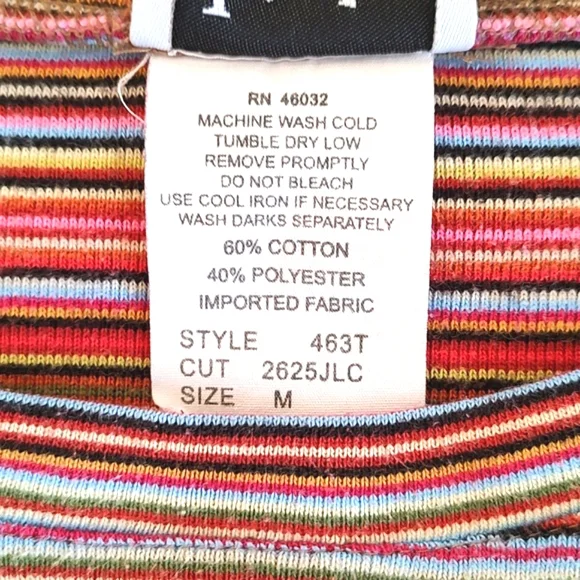 RN 46032
MACHINE WASH COLD
TUMBLE DRY LOW
REMOVE PROMPTLY
DO NOT BLEACH
USE COOL IRON IF NECESSARY
WASH DARKS SEPARATELY
60% COTTON
40% POLYESTER
IMPORTED FABRIC
STYLE 463T
CUT 2625JLC
SIZE M